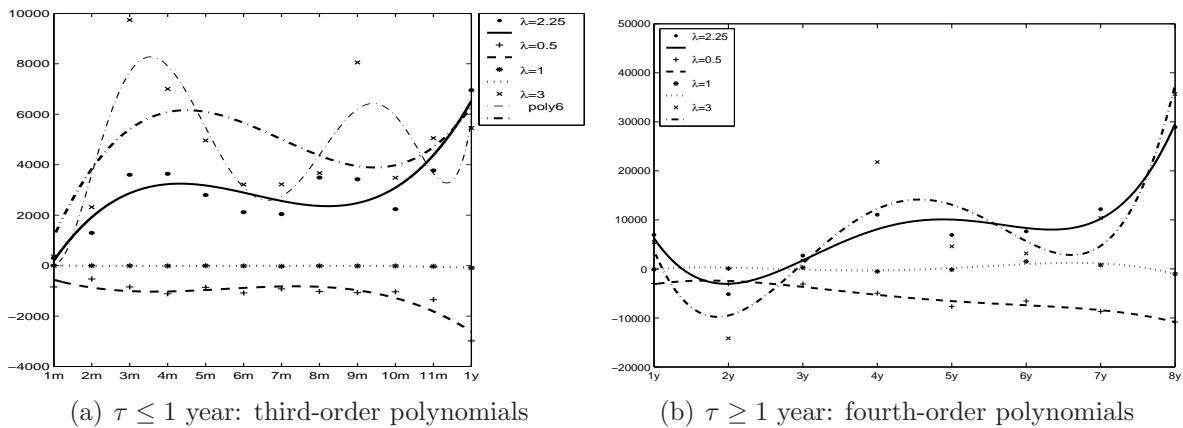 10000
8000
6000
4000
2000
0
−2000
−4000
1m 2m 3m 4m 5m 6m 7m 8m 9m 10m 11m 1y
λ=2.25
λ=0.5
λ=1
λ=3
poly6
(a) τ ≤ 1 year: third-order polynomials
50000
40000
30000
20000
10000
0
−10000
−20000
1y 2y 3y 4y 5y 6y 7y 8y
λ=2.25
λ=0.5
λ=1
λ=3
(b) τ ≥ 1 year: fourth-order polynomials